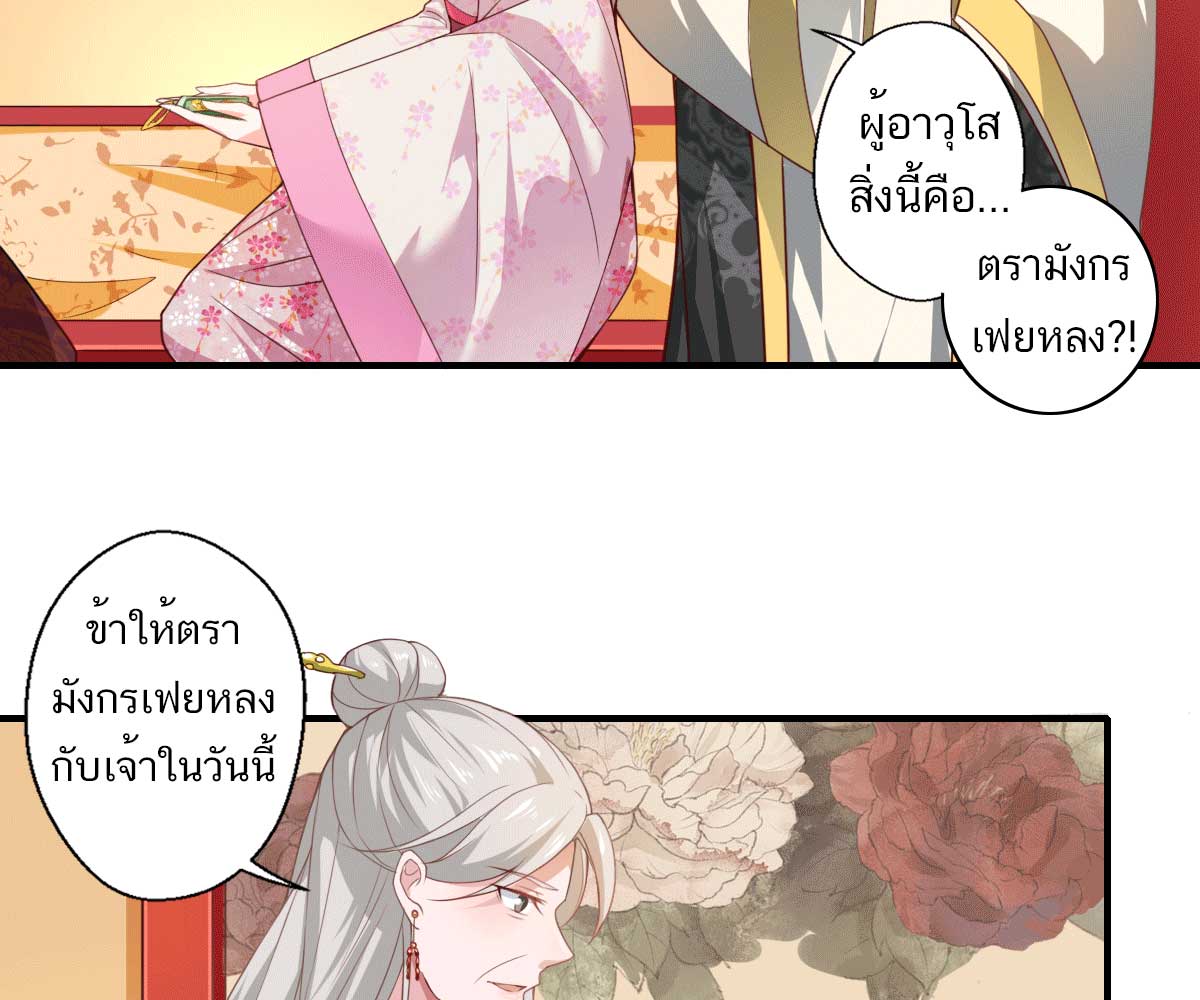 ผู้อาวุโส
สิ่งนี้คือ...
ตรามังกร
เฟยหลง?!
ข้าให้ตรา
มังกรเฟยหลง
กับเจ้าในวันนี้